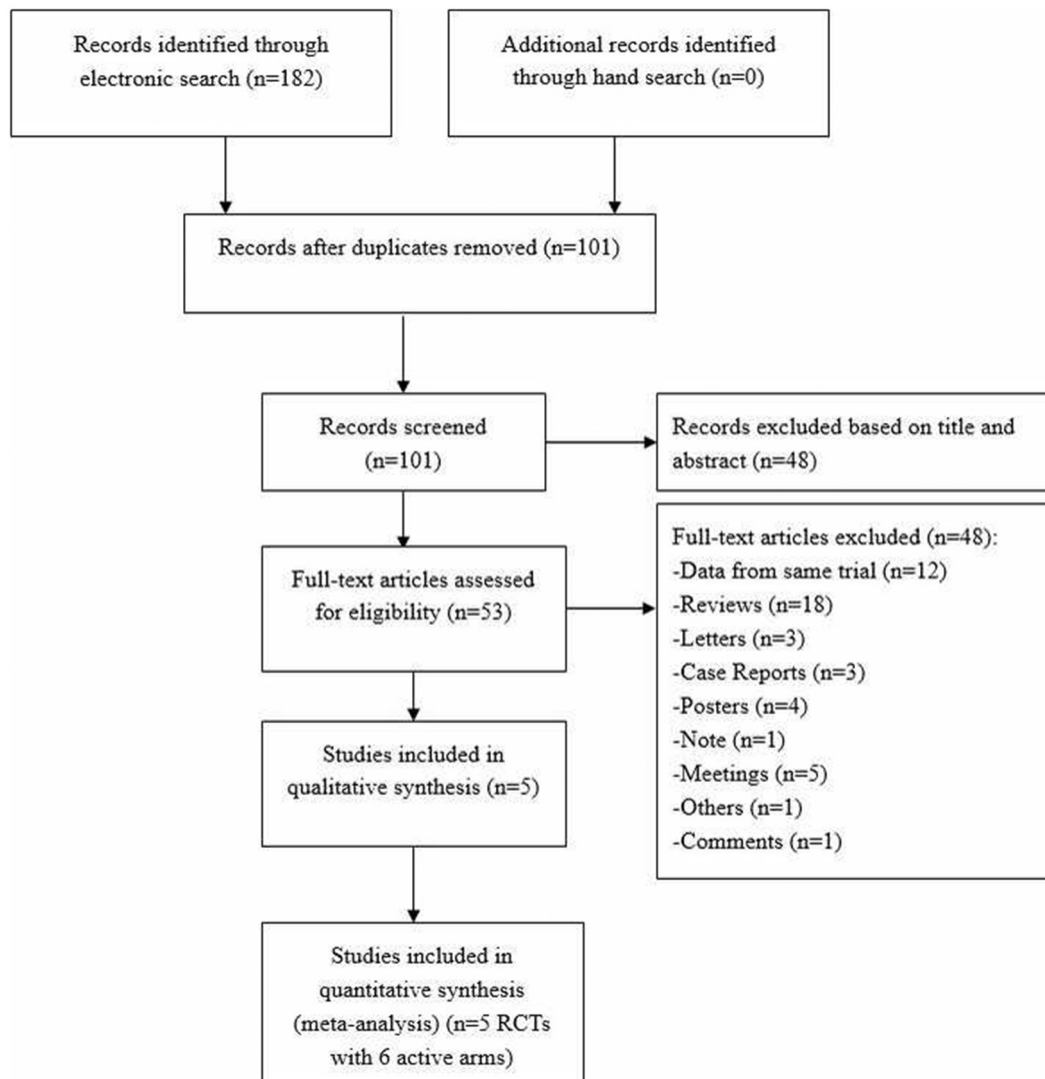 Records identified through
electronic search (n=182)
Additional records identified
through hand search (n=0)
Records after duplicates removed (n=101)
Records screened
(n=101)
Records excluded based on title and
abstract (n=48)
Full-text articles assessed
for eligibility (n=53)
Full-text articles excluded (n=48):
-Data from same trial (n=12)
-Reviews (n=18)
-Letters (n=3)
-Case Reports (n=3)
-Posters (n=4)
-Note (n=1)
-Meetings (n=5)
-Others (n=1)
-Comments (n=1)
Studies included in
qualitative synthesis (n=5)
Studies included in
quantitative synthesis
(meta-analysis) (n=5 RCTs
with 6 active arms)